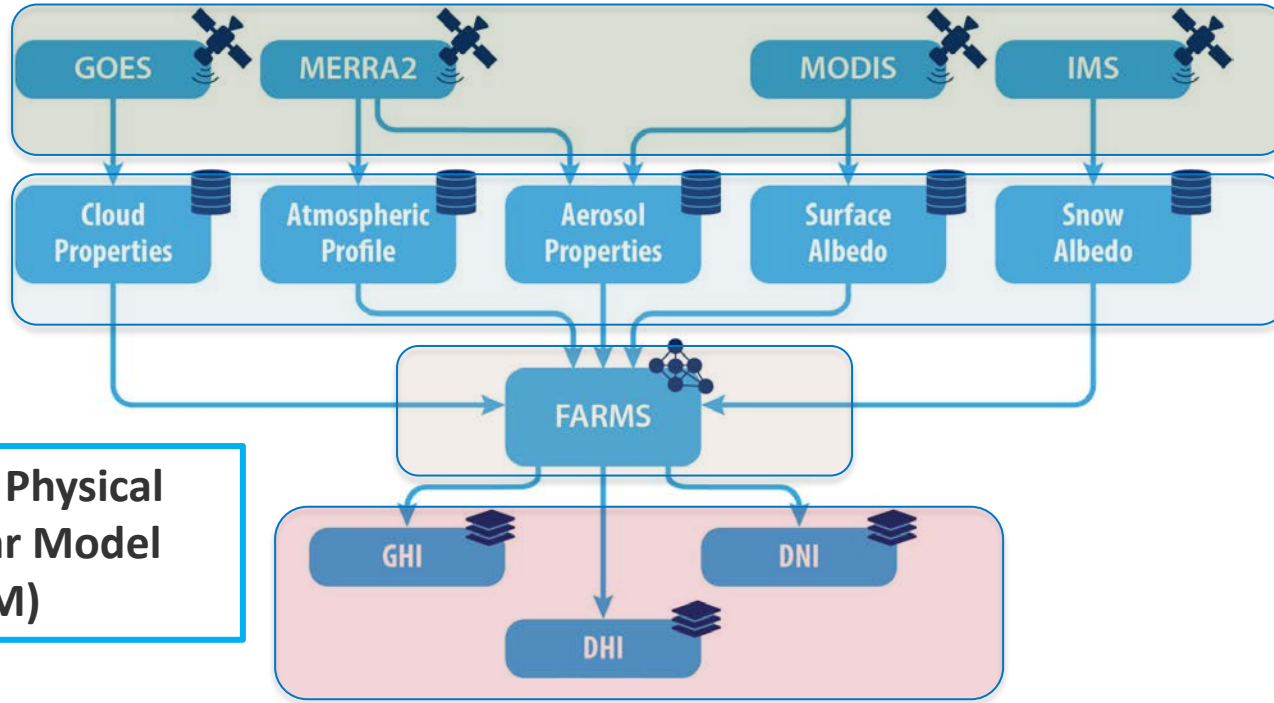 GOES
MERRA2
MODIS
IMS
Cloud
Properties
Atmospheric
Profile
Aerosol
Properties
Surface
Albedo
Snow
Albedo
FARMS
Physical
ar Model
M)
GHI
DNI
DHI